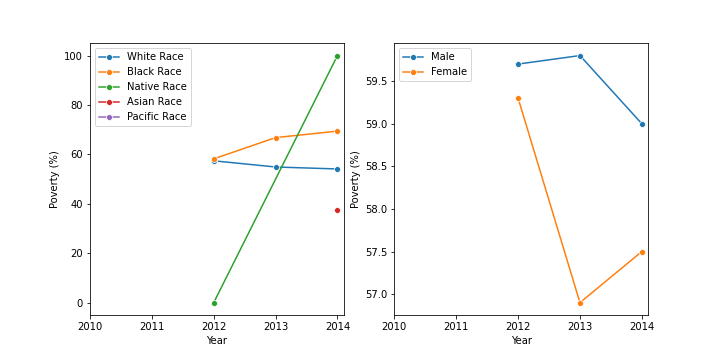 100
80
60
40
20
0
Poverty (%)
2010 2011 2012 2013 2014
Year
White Race
Black Race
Native Race
Asian Race
Pacific Race
59.5
59.0
58.5
58.0
57.5
57.0
Poverty (%)
2010 2011 2012 2013 2014
Year
Male
Female